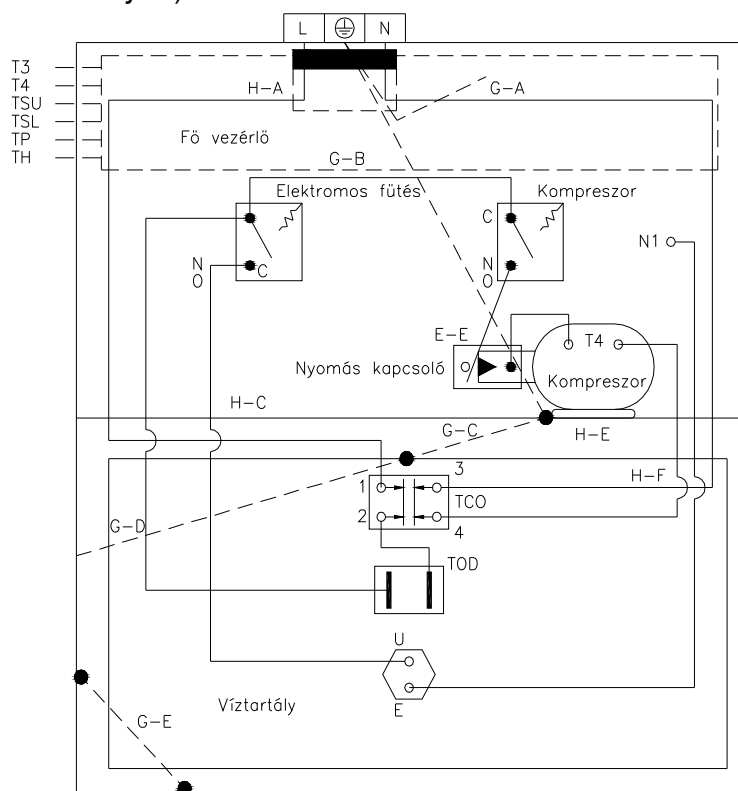 L N
T3
T4
TSU
TSL
TP
TH
H-A
G-A
Fö vezérlö
G-B
Elektromos fütés
Kompreszor
C
N
O
C
N
O
N1
E-E
T4
Nyomás kapcsoló
Kompreszor
H-C
G-C
H-E
3
H-F
1
TCO
2
4
G-D
TOD
U
Víztartály
E
G-E